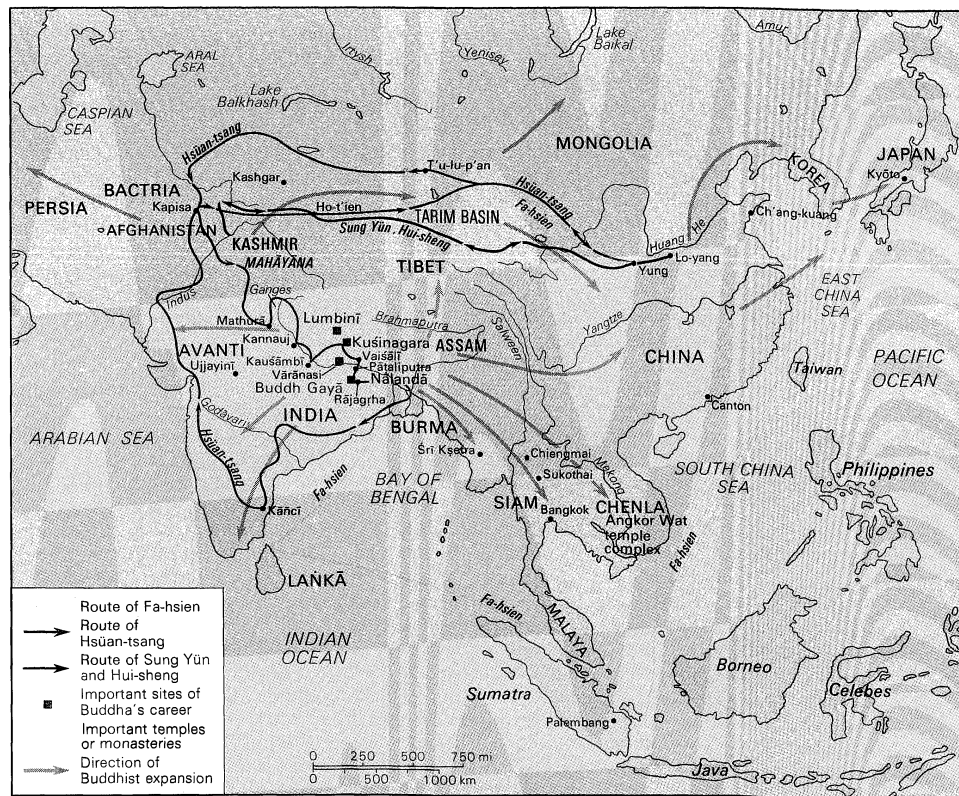 Irtysh
Yenisey
Lake
Baikal
Amur
ARAL
SEA
Lake
Balkhash
CASPIAN
SEA
MONGOLIA
Hsüan-tsang
T'u-lu-p'an
KOREA
JAPAN
Kyōto
BACTRIA
Kashgar
PERSIA
Kapisa
Ho-t'ien
TARIM BASIN
Hsüan-tsang
Fa-hsien
Ch'ang-kuang
AFGHANISTAN
KASHMIR
MAHĀYĀNA
Sung Yün, Hui-sheng
Huang He
Lo-yang
Yung
TIBET
EAST
CHINA
SEA
Indus
Ganges
Mathurā
Lumbinī
Brahmaputra
Salween
Yangtze
Kannauj
Kuśinagara
ASSAM
AVANTI
Kauśāmbī
Vaiśālī
CHINA
PACIFIC
OCEAN
Ujjayinī
Vārānasi
Pātaliputra
Taiwan
Buddh Gayā
Nālandā
Rājagṛha
Canton
Godāvarī
INDIA
BURMA
ARABIAN SEA
Hsüan-tsang
Fa-hsien
BAY OF
BENGAL
Śri Kṣetra
Chiengmai
Sukothai
Mekong
SOUTH CHINA
SEA
Philippines
Kāñcī
SIAM
Bangkok
CHENLA
Angkor Wat
temple
complex
Fa-hsien
LAṄKĀ
Fa-hsien
MALAYA
INDIAN
OCEAN
Sumatra
Borneo
Celebes
Palembang
Java
Route of Fa-hsien
Route of
Hsüan-tsang
Route of Sung Yün
and Hui-sheng
Important sites of
Buddha's career
Important temples
or monasteries
Direction of
Buddhist expansion
0 250 500 750 mi
0 500 1000 km